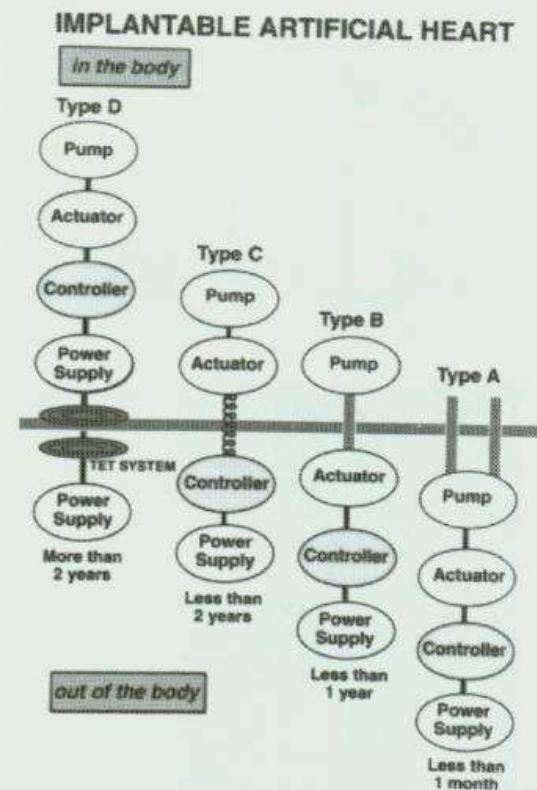 IMPLANTABLE ARTIFICIAL HEART
in the body
Type D
Pump
Actuator
Controller
Power
Supply
TET SYSTEM
Power
Supply
More than
2 years
Type C
Pump
Actuator
Controller
Power
Supply
Less than
2 years
Type B
Pump
Actuator
Controller
Power
Supply
Less than
1 year
Type A
Pump
Actuator
Controller
Power
Supply
Less than
1 month
out of the body